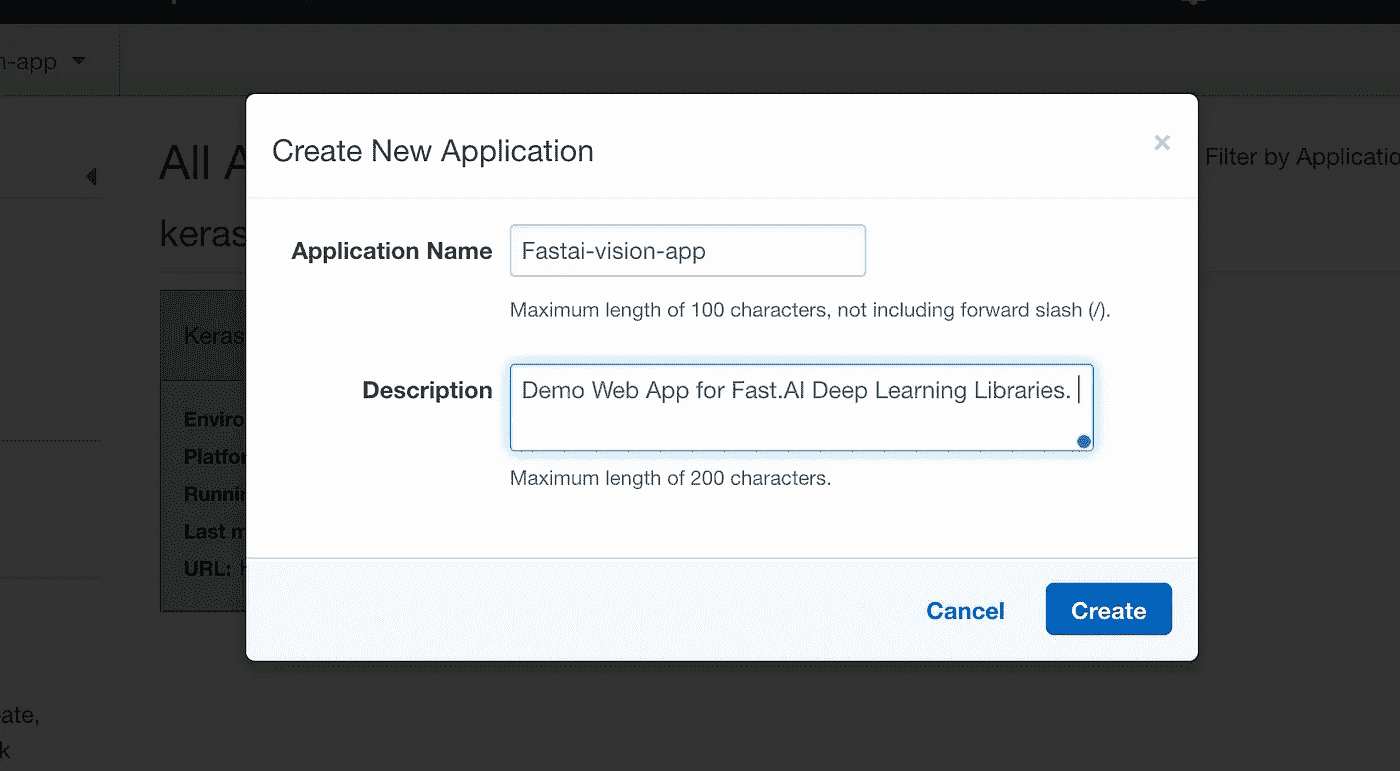 n-app
All A
Filter by Applicatio
keras
Keras
Enviro
Platfor
Runnin
Last m
URL:
ate,
k
Create New Application
×
Application Name
Fastai-vision-app
Maximum length of 100 characters, not including forward slash (/).
Description
Demo Web App for Fast.AI Deep Learning Libraries.
Maximum length of 200 characters.
Cancel
Create